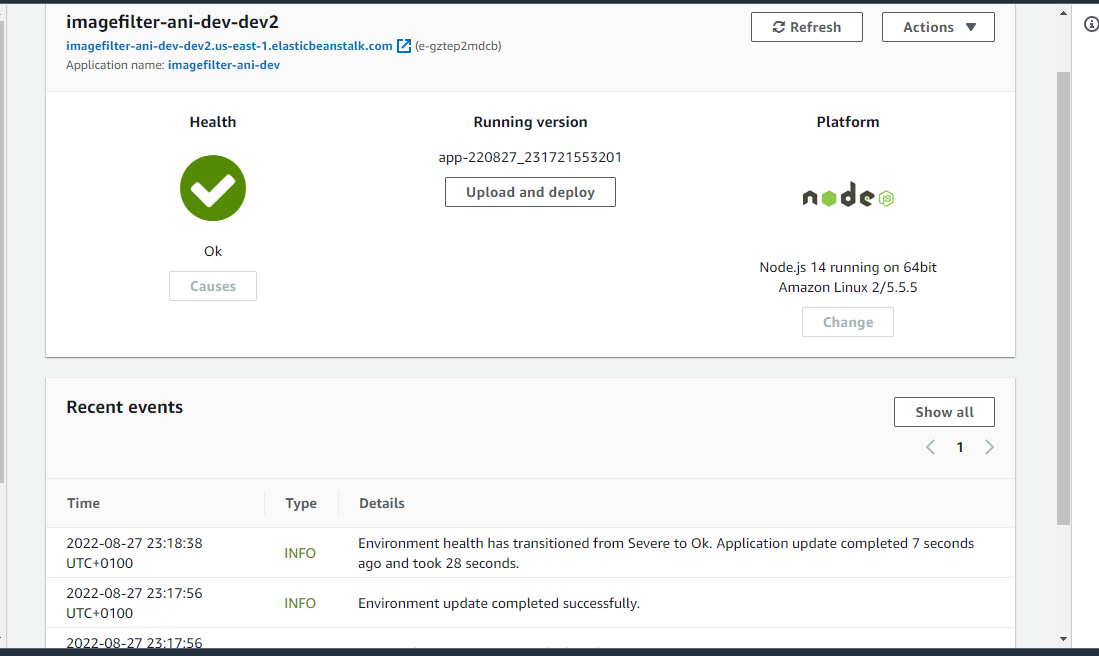 imagefilter-ani-dev-dev2
Refresh
Actions
imagefilter-ani-dev-dev2.us-east-1.elasticbeanstalk.com (e-gztep2mdcb)
Application name: imagefilter-ani-dev
Health
Running version
Platform
app-220827_231721553201
Upload and deploy
node
JS
Ok
Causes
Node.js 14 running on 64bit
Amazon Linux 2/5.5.5
Change
Recent events
Show all
1
Time
Type
Details
2022-08-27 23:18:38
UTC+0100
INFO
Environment health has transitioned from Severe to Ok. Application update completed 7 seconds
ago and took 28 seconds.
2022-08-27 23:17:56
UTC+0100
INFO
Environment update completed successfully.
2022-08-27 23:17:56